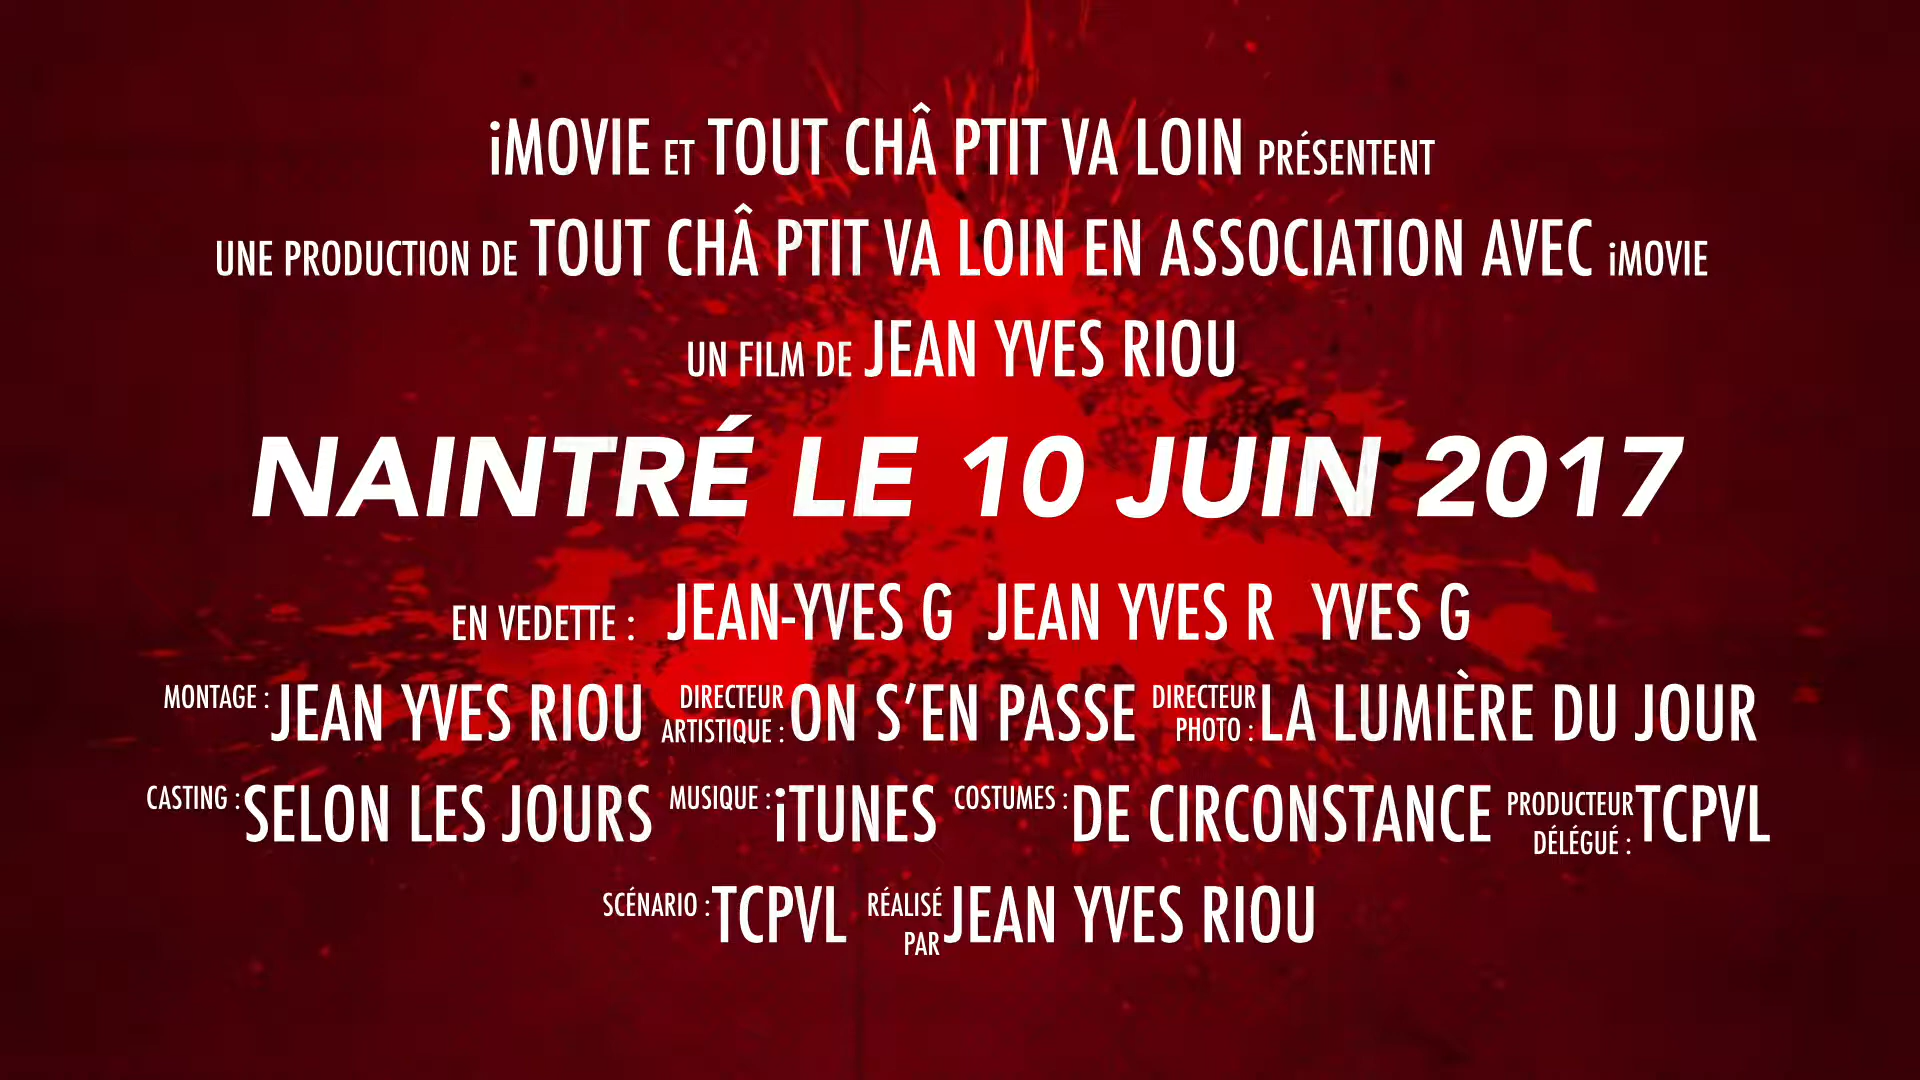 iMOVIE ET TOUT CHÂ PTIT VA LOIN PRÉSENTENT
UNE PRODUCTION DE TOUT CHÂ PTIT VA LOIN EN ASSOCIATION AVEC iMOVIE
UN FILM DE JEAN YVES RIOU
NAINTRÉ LE 10 JUIN 2017
EN VEDETTE : JEAN-YVES G JEAN YVES R YVES G
MONTAGE : JEAN YVES RIOU DIRECTEUR ARTISTIQUE : ON S'EN PASSE DIRECTEUR PHOTO : LA LUMIÈRE DU JOUR
CASTING : SELON LES JOURS MUSIQUE : iTUNES COSTUMES : DE CIRCONSTANCE PRODUCTEUR DÉLÉGUÉ : TCPVL
SCÉNARIO : TCPVL RÉALISÉ PAR JEAN YVES RIOU